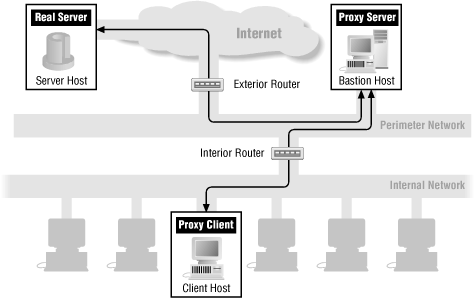 Real Server
Server Host
Internet
Proxy Server
Bastion Host
Exterior Router
Perimeter Network
Interior Router
Internal Network
Proxy Client
Client Host